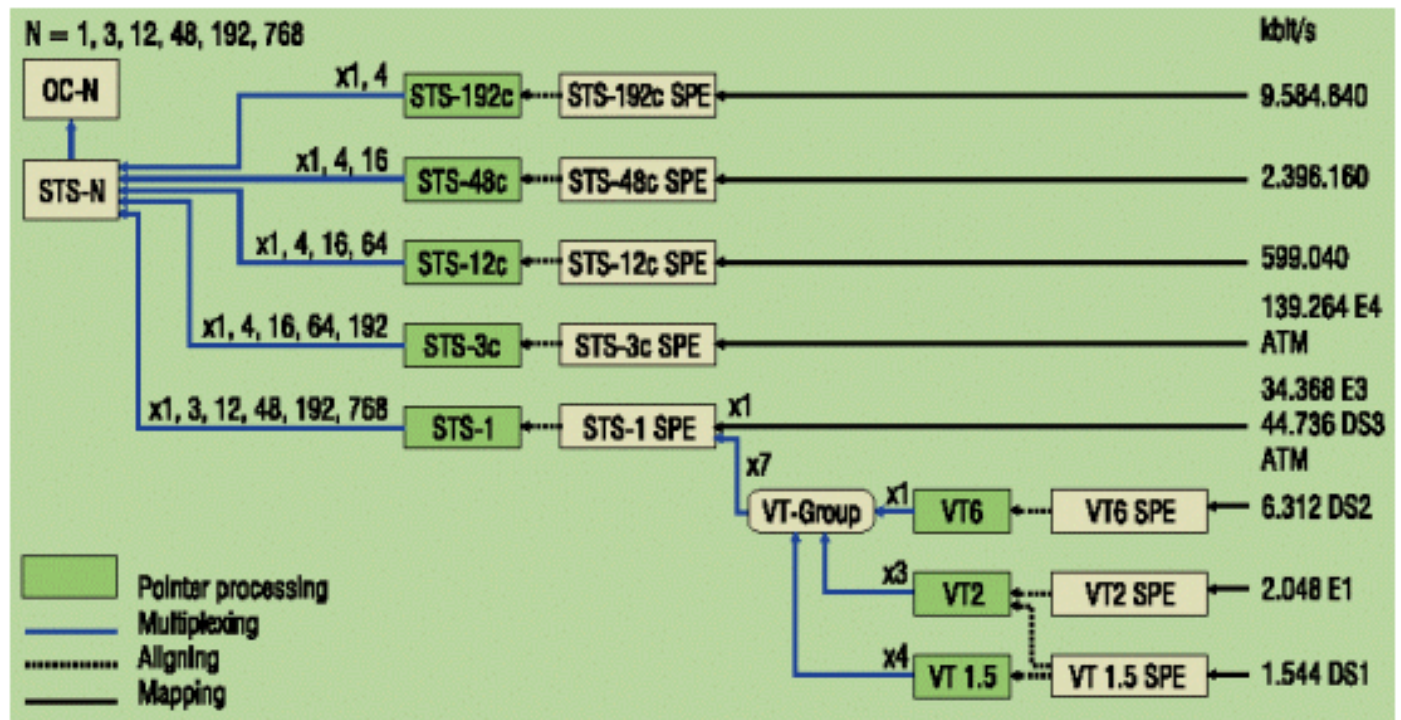 N = 1, 3, 12, 48, 192, 768
kbit/s
OC-N
x1, 4
STS-192c
STS-192c SPE
9.584.640
STS-N
x1, 4, 16
STS-48c
STS-48c SPE
2.396.160
x1, 4, 16, 64
STS-12c
STS-12c SPE
599.040
x1, 4, 16, 64, 192
STS-3c
STS-3c SPE
139.264 E4
ATM
x1, 3, 12, 48, 192, 768
STS-1
STS-1 SPE
x1
34.368 E3
44.736 DS3
ATM
x7
VT-Group
x1
VT6
VT6 SPE
6.312 DS2
x3
VT2
VT2 SPE
2.048 E1
x4
VT 1.5
VT 1.5 SPE
1.544 DS1
Pointer processing
Multiplexing
Aligning
Mapping